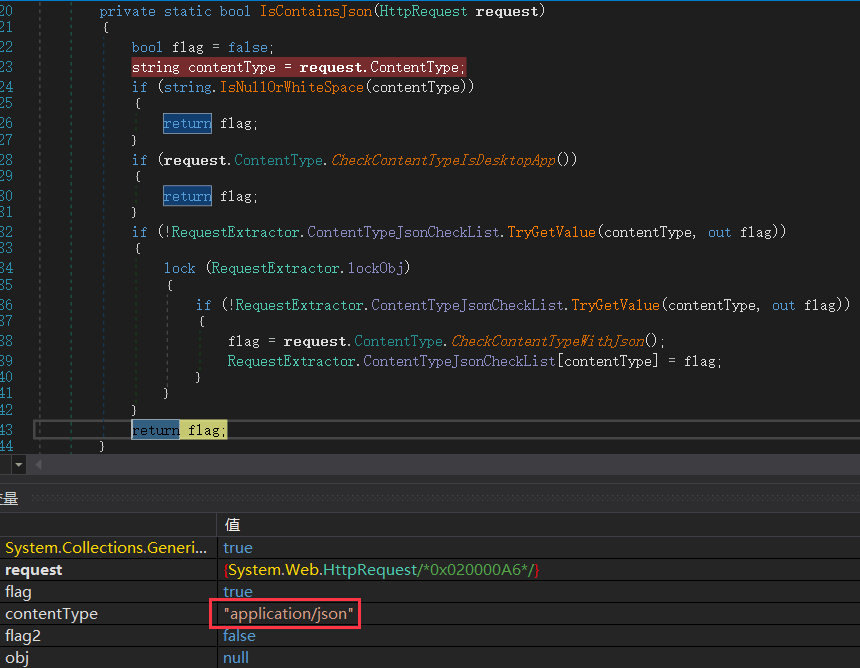 20 private static bool IsContainsJson(HttpRequest request)
21 {
22 bool flag = false;
23 string contentType = request.ContentType;
24 if (string.IsNullOrWhiteSpace(contentType))
25 {
26 return flag;
27 }
28 if (request.ContentType.CheckContentTypeIsDesktopApp())
29 {
30 return flag;
31 }
32 if (!RequestExtractor.ContentTypeJsonCheckList.TryGetValue(contentType, out flag))
33 {
34 lock (RequestExtractor.lockObj)
35 {
36 if (!RequestExtractor.ContentTypeJsonCheckList.TryGetValue(contentType, out flag))
37 {
38 flag = request.ContentType.CheckContentTypeWithJson();
39 RequestExtractor.ContentTypeJsonCheckList[contentType] = flag;
40 }
41 }
42 }
43 return flag;
44 }
变量
值
System.Collections.Generi... true
request {System.Web.HttpRequest/*0x020000A6*/}
flag true
contentType "application/json"
flag2 false
obj null